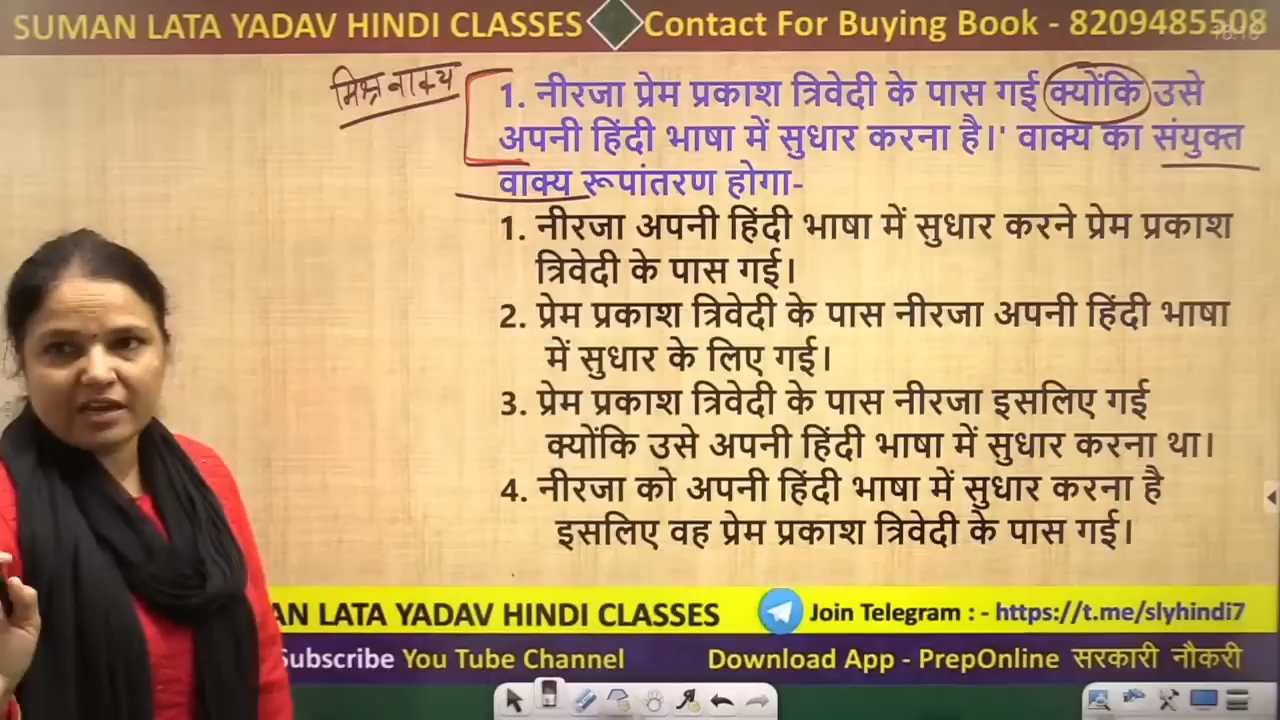 SUMAN LATA YADAV HINDI CLASSES Contact For Buying Book - 8209485508
मिश्र वाक्य
1. नीरजा प्रेम प्रकाश त्रिवेदी के पास गई क्योंकि उसे
अपनी हिंदी भाषा में सुधार करना है।' वाक्य का संयुक्त
वाक्य रूपांतरण होगा-
1. नीरजा अपनी हिंदी भाषा में सुधार करने प्रेम प्रकाश
त्रिवेदी के पास गई।
2. प्रेम प्रकाश त्रिवेदी के पास नीरजा अपनी हिंदी भाषा
में सुधार के लिए गई।
3. प्रेम प्रकाश त्रिवेदी के पास नीरजा इसलिए गई
क्योंकि उसे अपनी हिंदी भाषा में सुधार करना था।
4. नीरजा को अपनी हिंदी भाषा में सुधार करना है
इसलिए वह प्रेम प्रकाश त्रिवेदी के पास गई।
AN LATA YADAV HINDI CLASSES Join Telegram : - https://t.me/slyhindi7
Subscribe You Tube Channel Download App - PrepOnline सरकारी नौकरी